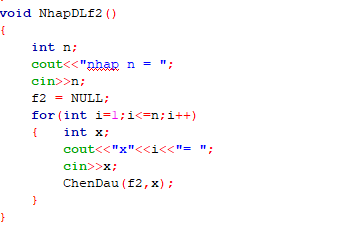 void NhapDLf2()
{
    int n;
    cout<<"nhap n = ";
    cin>>n;
    f2 = NULL;
    for(int i=1;i<=n;i++)
    {   int x;
        cout<<"x"<<i<<"= ";
        cin>>x;
        ChenDau(f2,x);
    }
}